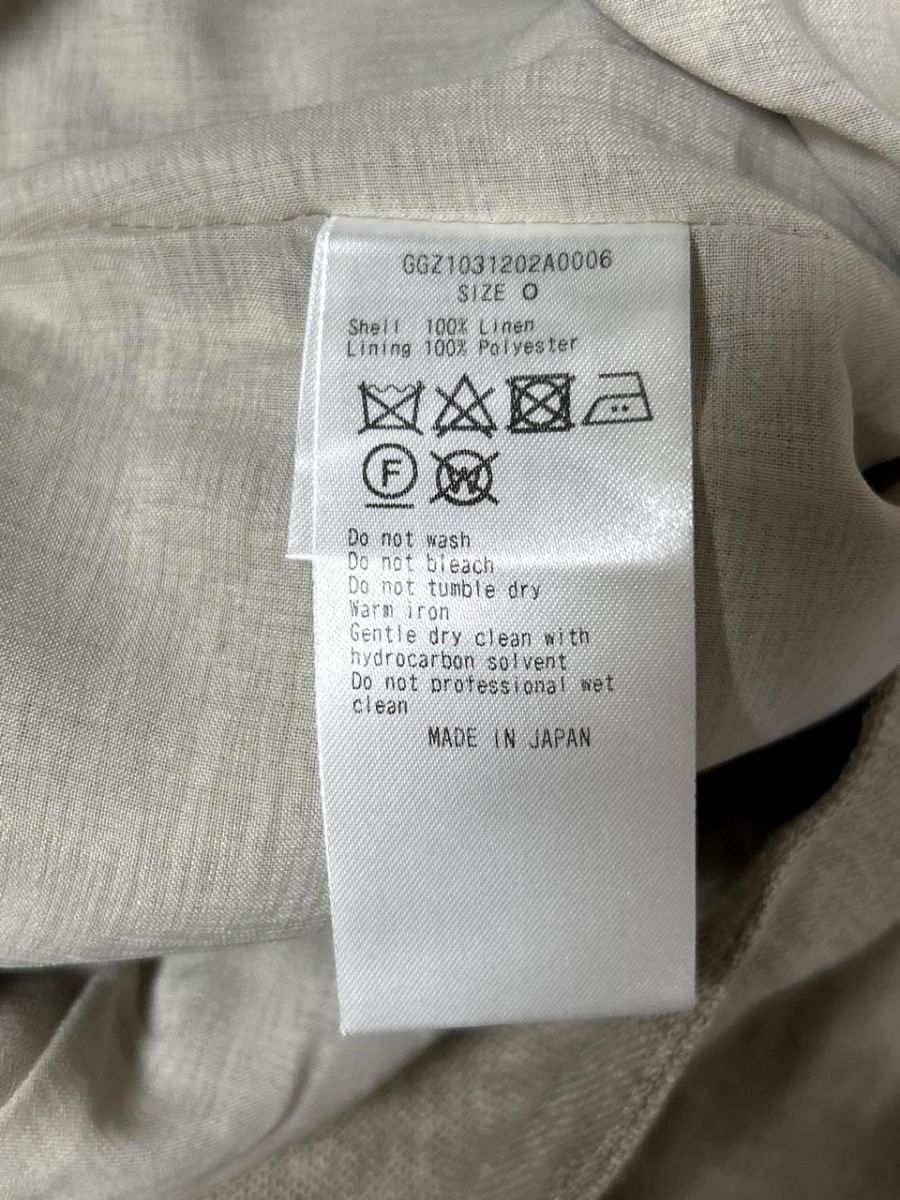 GGZ1031202A0006
SIZE 0
Shell 100% Linen
Lining 100% Polyester
F W
Do not wash
Do not bleach
Do not tumble dry
Warm iron
Gentle dry clean with
hydrocarbon solvent
Do not professional wet
clean
MADE IN JAPAN